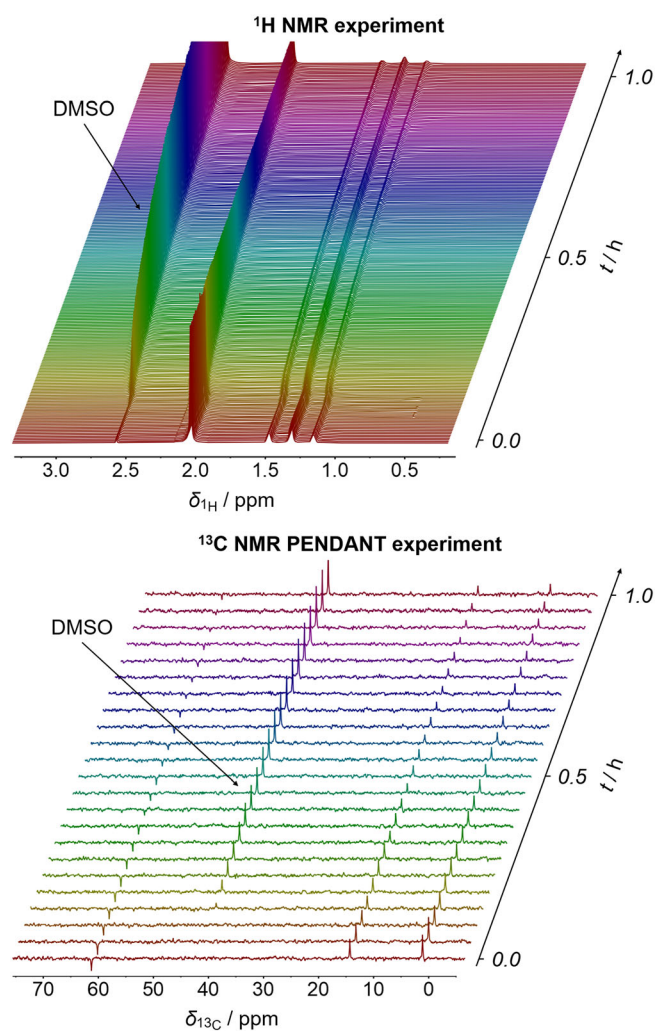 ¹H NMR experiment
DMSO
1.0
0.5
t / h
0.0
3.0 2.5 2.0 1.5 1.0 0.5
δ1H / ppm
¹³C NMR PENDANT experiment
DMSO
1.0
0.5
t / h
0.0
70 60 50 40 30 20 10 0
δ13C / ppm